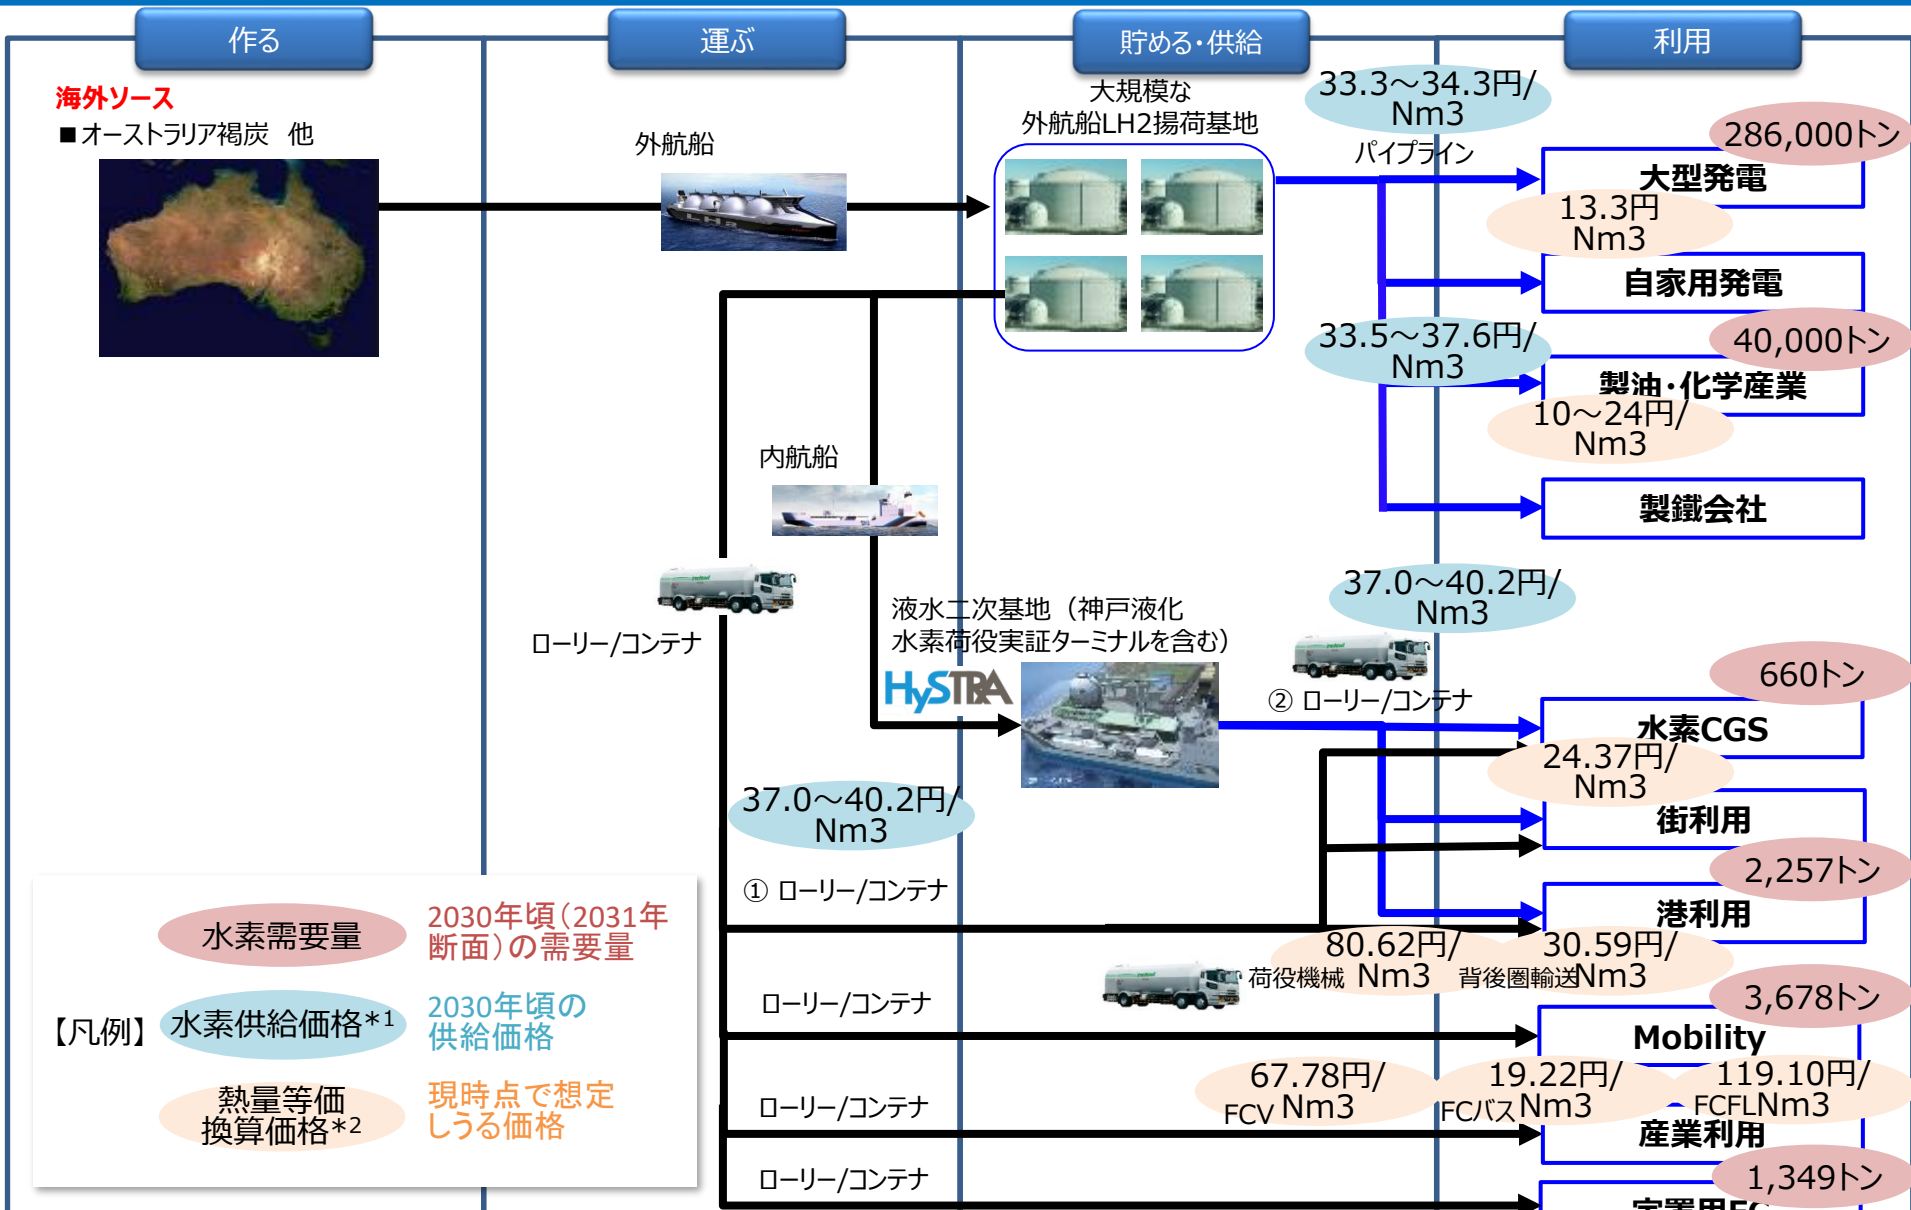 作る
運ぶ
貯める・供給
利用
海外ソース
■オーストラリア褐炭 他
外航船
大規模な
外航船LH2揚荷基地
33.3～34.3円/
Nm3
パイプライン
286,000トン
大型発電
13.3円
Nm3
自家用発電
33.5～37.6円/
Nm3
40,000トン
製油・化学産業
10～24円/
Nm3
製鐵会社
内航船
ローリー/コンテナ
液水二次基地（神戸液化
水素荷役実証ターミナルを含む）
HySTRA
37.0～40.2円/
Nm3
② ローリー/コンテナ
660トン
水素CGS
24.37円/
Nm3
街利用
37.0～40.2円/
Nm3
① ローリー/コンテナ
2,257トン
港利用
荷役機械
80.62円/
Nm3
背後圏輸送
30.59円/
Nm3
ローリー/コンテナ
3,678トン
Mobility
FCV
67.78円/
Nm3
FCバス
19.22円/
Nm3
FCFL
119.10円/
Nm3
ローリー/コンテナ
産業利用
ローリー/コンテナ
1,349トン
定置用FC
【凡例】
水素需要量
2030年頃（2031年
断面）の需要量
水素供給価格*1
2030年頃の
供給価格
熱量等価
換算価格*2
現時点で想定
しうる価格